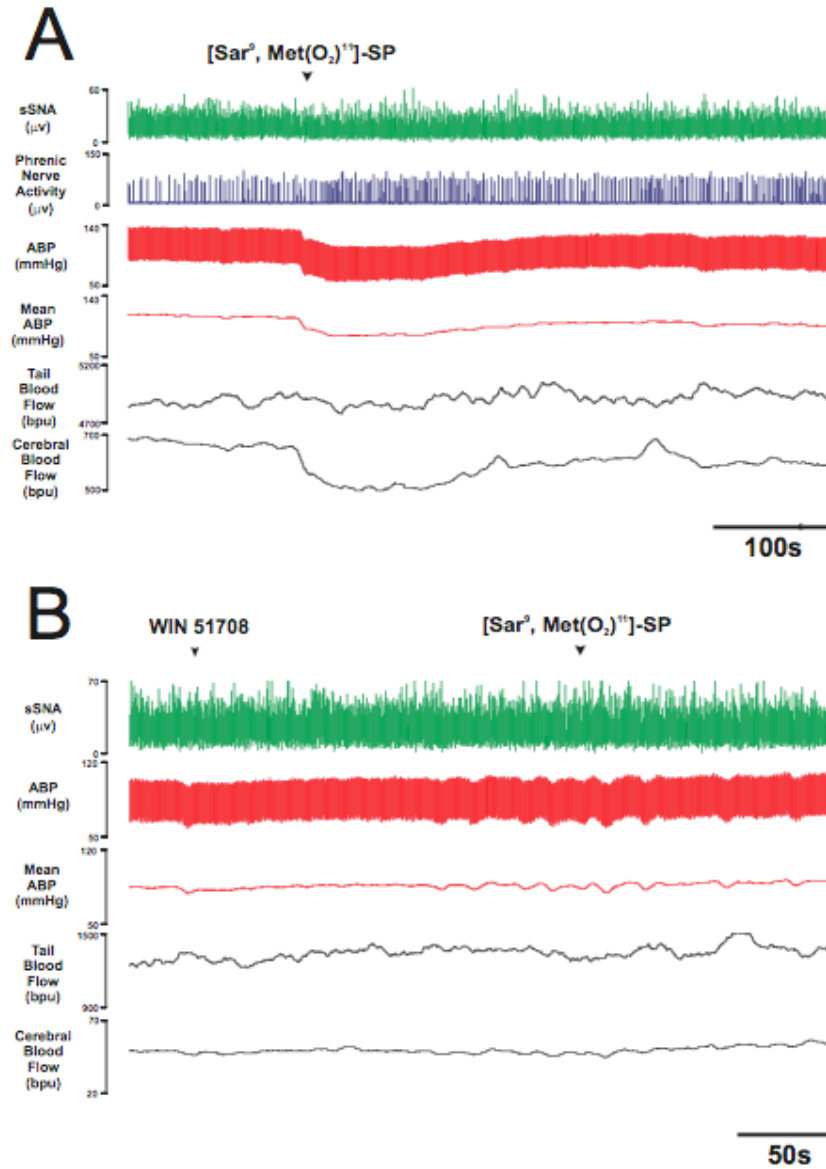 A
[Sar⁹, Met(O₂)¹¹]-SP
sSNA
(μv)
60
0
Phrenic
Nerve
Activity
(μv)
150
0
ABP
(mmHg)
140
50
Mean
ABP
(mmHg)
140
50
Tail
Blood
Flow
(bpu)
5200
4700
Cerebral
Blood
Flow
(bpu)
700
500
100s
B
WIN 51708
[Sar⁹, Met(O₂)¹¹]-SP
sSNA
(μv)
70
0
ABP
(mmHg)
120
50
Mean
ABP
(mmHg)
120
50
Tail
Blood
Flow
(bpu)
1500
900
Cerebral
Blood
Flow
(bpu)
70
20
50s